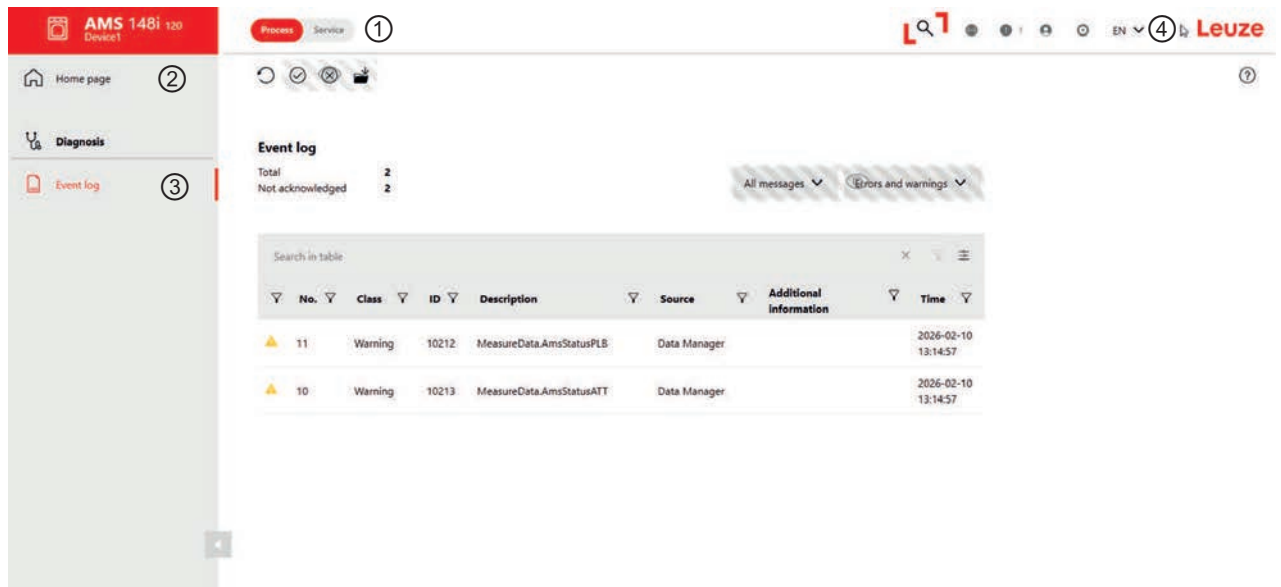 AMS 148i 120
Device1
Process Service ① EN ④ Leuze
Home page ②
Diagnosis
Event log ③
Event log
Total 2
Not acknowledged 2
All messages Errors and warnings
Search in table
No. Class ID Description Source Additional information Time
11 Warning 10212 MeasureData.AmsStatusPLB Data Manager 2026-02-10
13:14:57
10 Warning 10213 MeasureData.AmsStatusATT Data Manager 2026-02-10
13:14:57